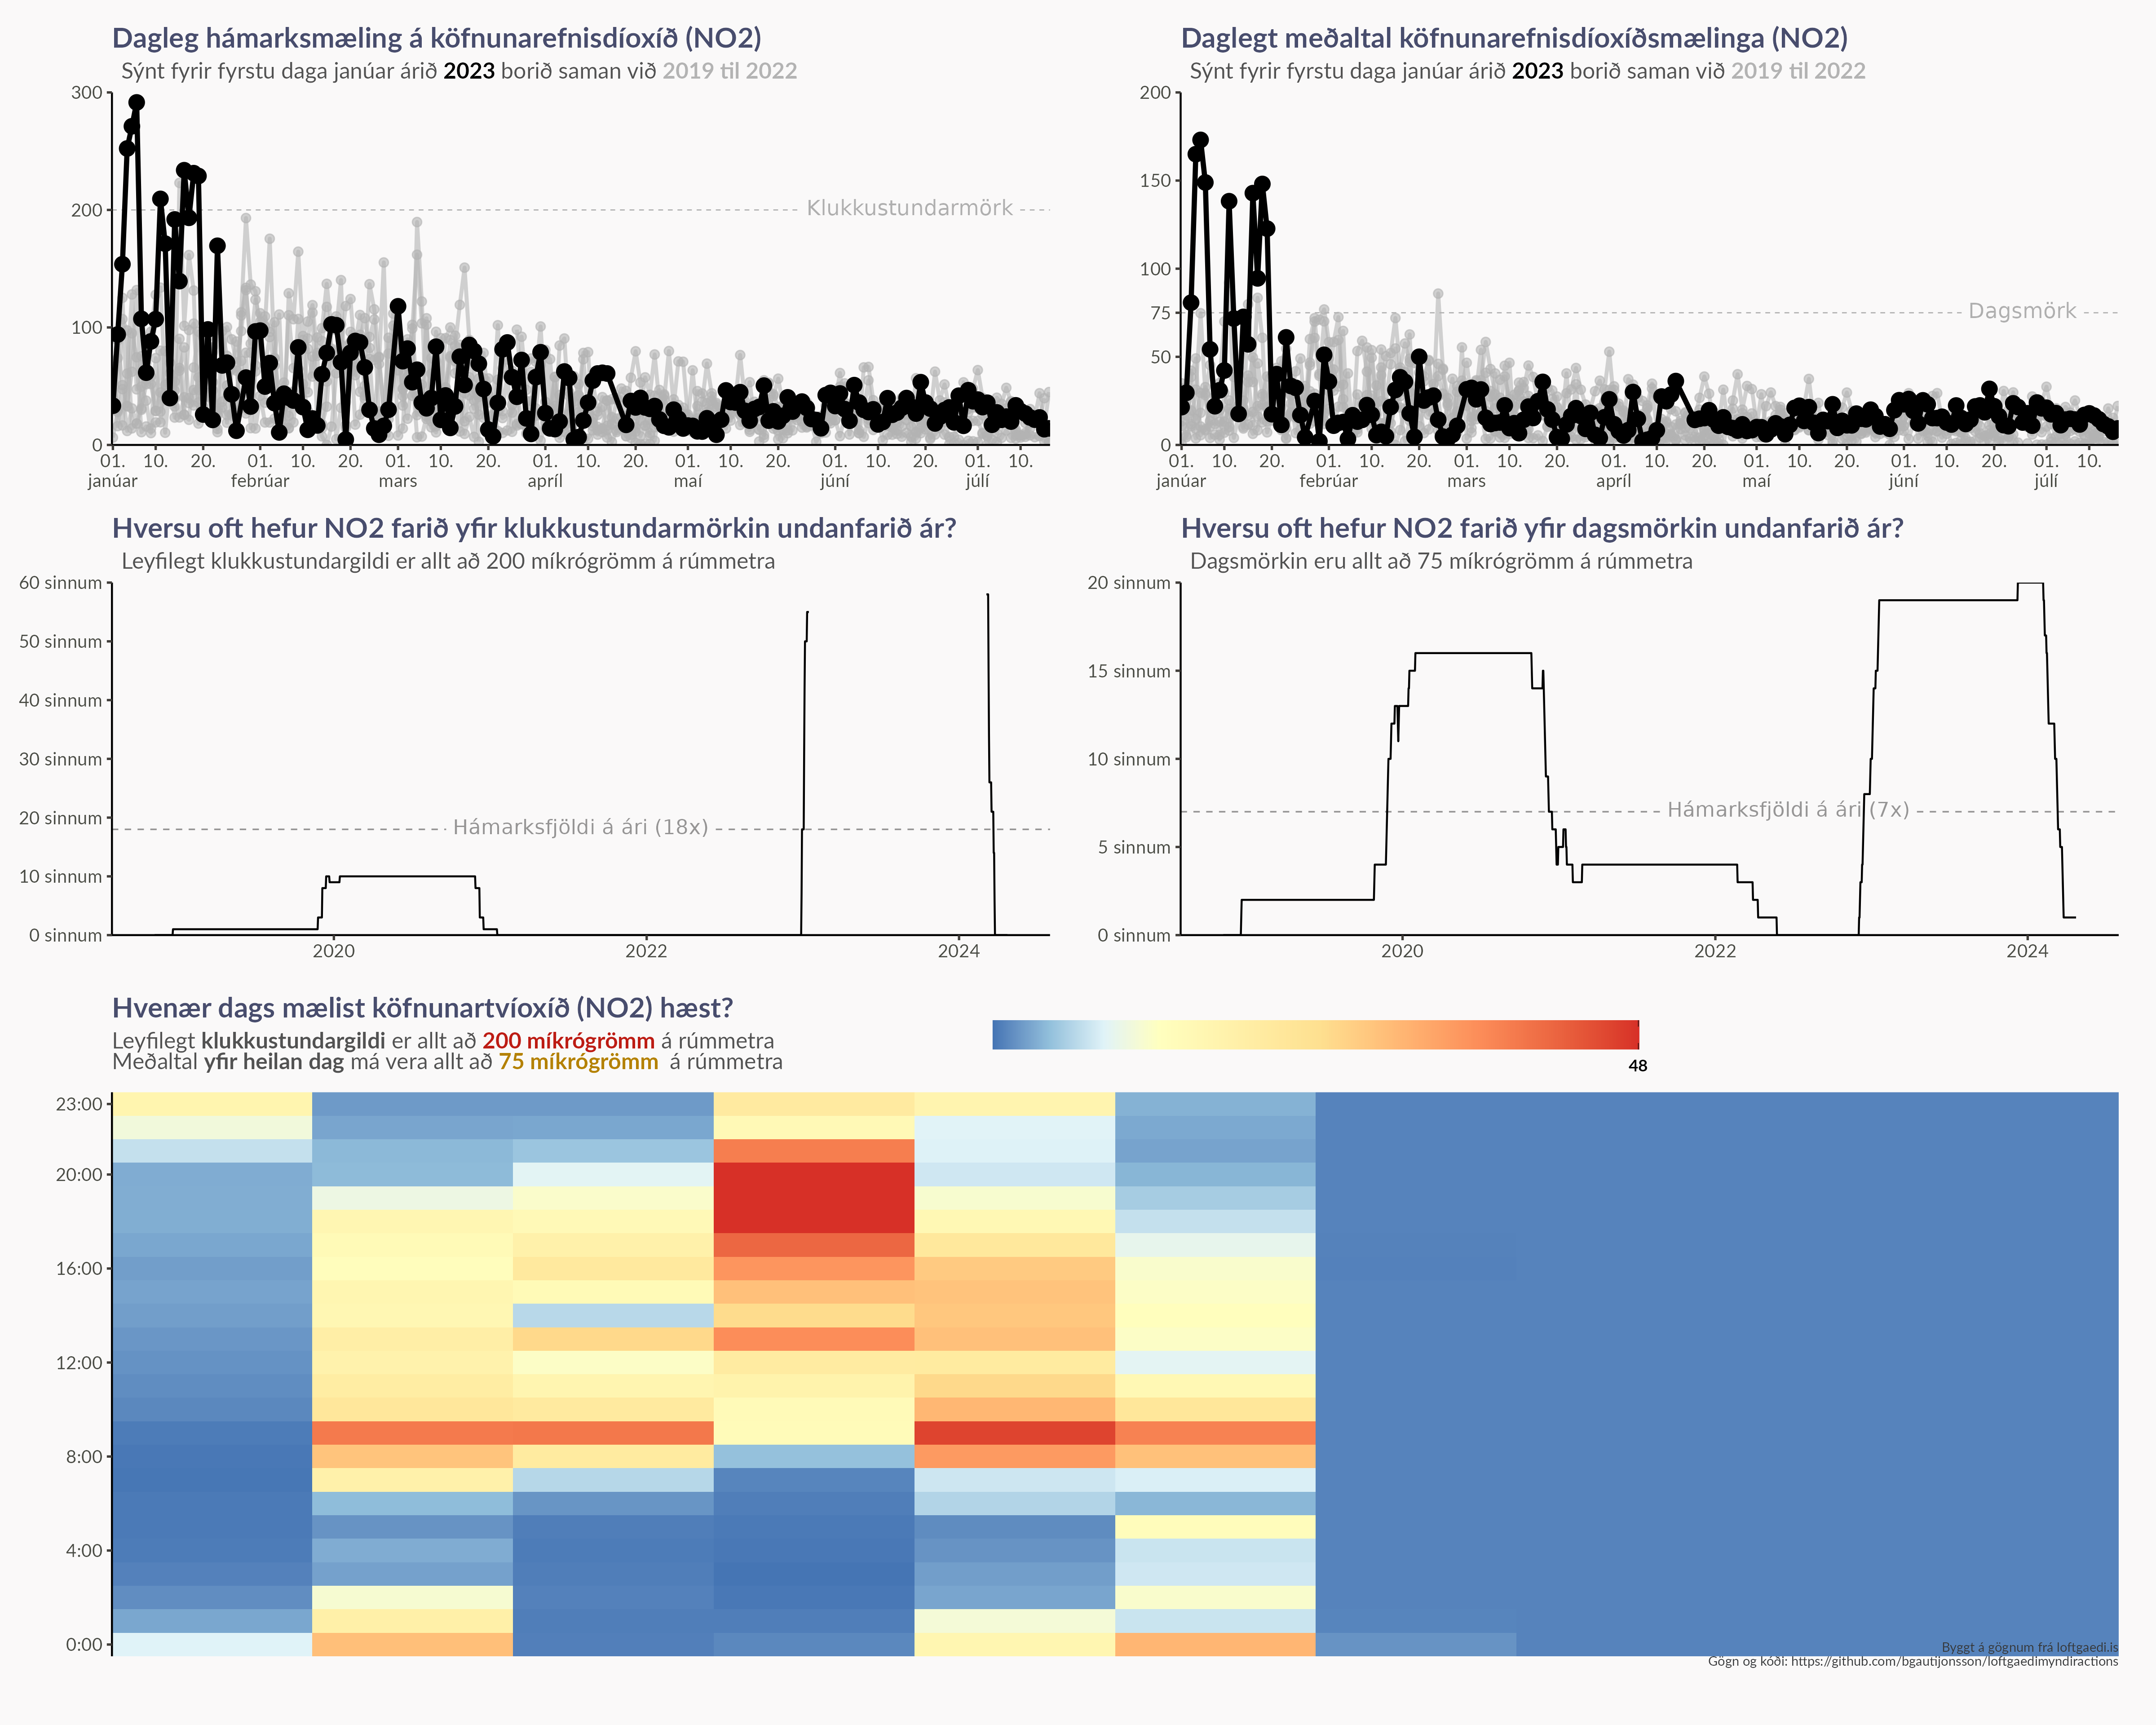 Dagleg hámarksmæling á köfnunarefnisdíoxíð (NO2)
Sýnt fyrir fyrstu daga janúar árið 2023 borið saman við 2019 til 2022
300
200
100
0
Klukkustundarmörk
01. 10. 20. 01. 10. 20. 01. 10. 20. 01. 10. 20. 01. 10. 20. 01. 10. 20. 01. 10.
janúar febrúar mars apríl maí júní júlí
Daglegt meðaltal köfnunarefnisdíoxíðsmælinga (NO2)
Sýnt fyrir fyrstu daga janúar árið 2023 borið saman við 2019 til 2022
200
150
100
75
50
0
Dagsmörk
01. 10. 20. 01. 10. 20. 01. 10. 20. 01. 10. 20. 01. 10. 20. 01. 10. 20. 01. 10.
janúar febrúar mars apríl maí júní júlí
Hversu oft hefur NO2 farið yfir klukkustundarmörkin undanfarið ár?
Leyfilegt klukkustundargildi er allt að 200 míkrógrömm á rúmmetra
60 sinnum
50 sinnum
40 sinnum
30 sinnum
20 sinnum
10 sinnum
0 sinnum
Hámarksfjöldi á ári (18x)
2020 2022 2024
Hversu oft hefur NO2 farið yfir dagsmörkin undanfarið ár?
Dagsmörkin eru allt að 75 míkrógrömm á rúmmetra
20 sinnum
15 sinnum
10 sinnum
5 sinnum
0 sinnum
Hámarksfjöldi á ári (7x)
2020 2022 2024
Hvenær dags mælist köfnunartvíoxíð (NO2) hæst?
Leyfilegt klukkustundargildi er allt að 200 míkrógrömm á rúmmetra
Meðaltal yfir heilan dag má vera allt að 75 míkrógrömm á rúmmetra
48
23:00
20:00
16:00
12:00
8:00
4:00
0:00
Byggt á gögnum frá loftgaedi.is
Gögn og kóði: https://github.com/bgautijonsson/loftgaedimyndiractions